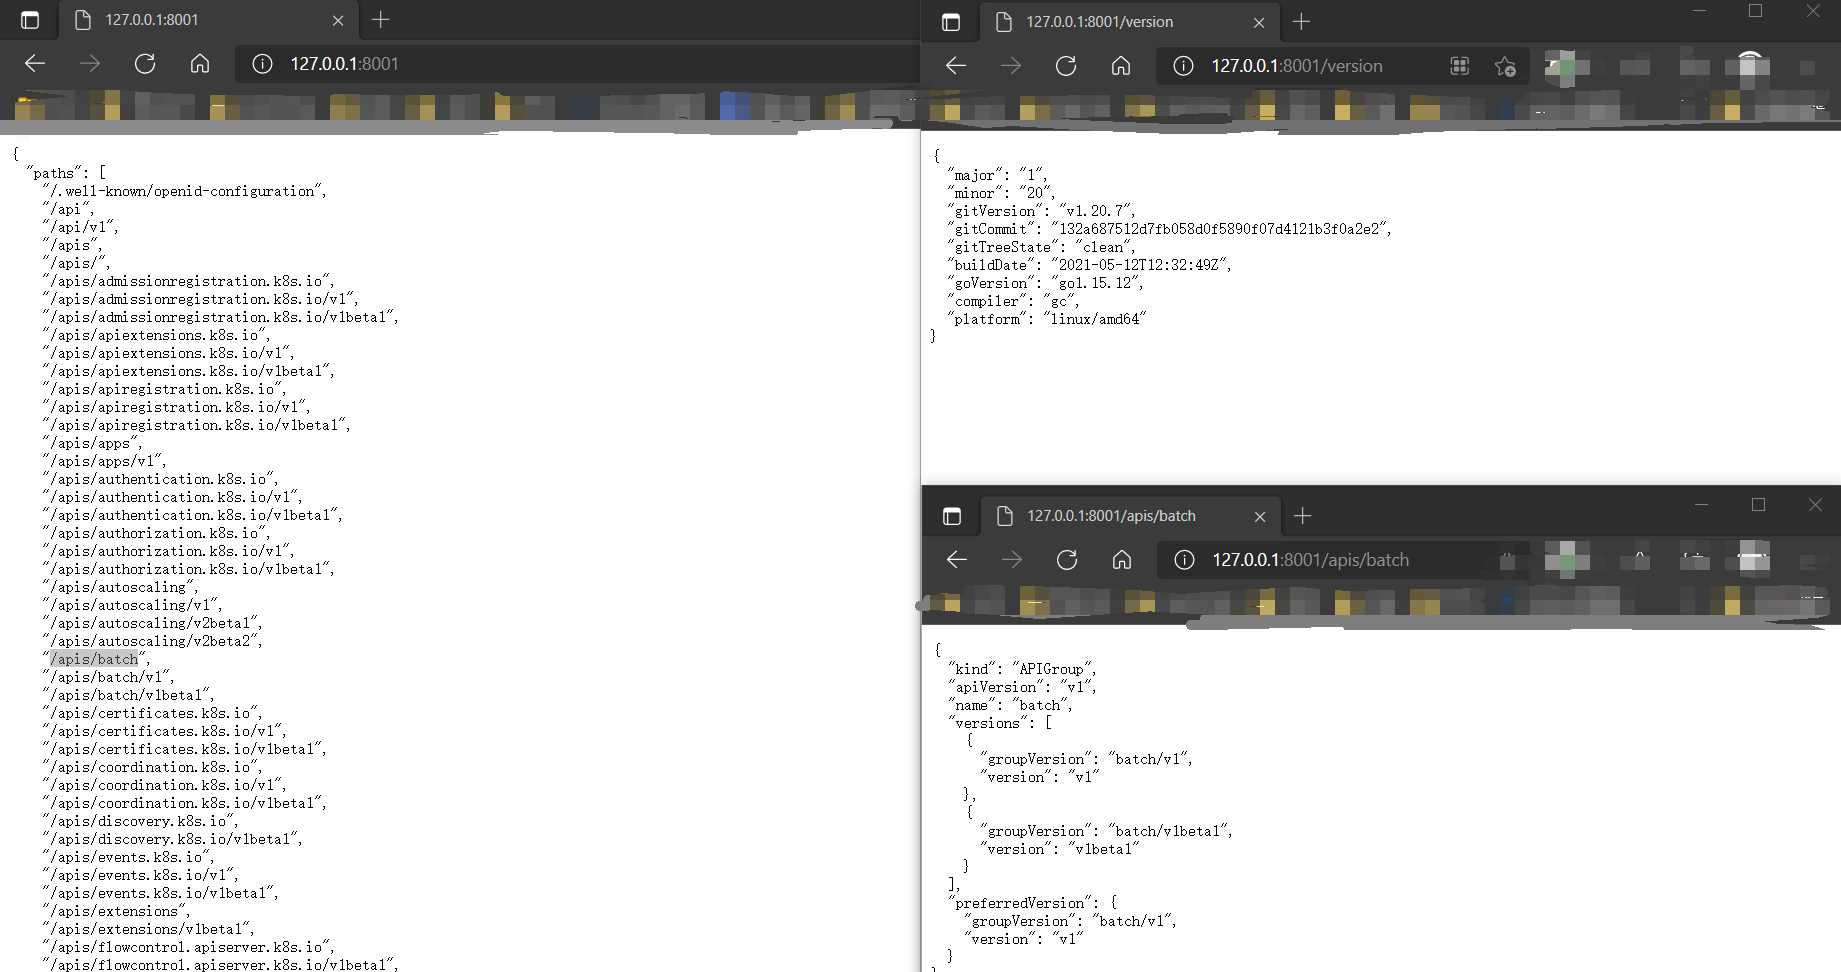 127.0.0.1:8001
127.0.0.1:8001
{
"paths": [
"/.well-known/openid-configuration",
"/api",
"/api/v1",
"/apis",
"/apis/",
"/apis/admissionregistration.k8s.io",
"/apis/admissionregistration.k8s.io/v1",
"/apis/admissionregistration.k8s.io/v1beta1",
"/apis/apiextensions.k8s.io",
"/apis/apiextensions.k8s.io/v1",
"/apis/apiextensions.k8s.io/v1beta1",
"/apis/apiregistration.k8s.io",
"/apis/apiregistration.k8s.io/v1",
"/apis/apiregistration.k8s.io/v1beta1",
"/apis/apps",
"/apis/apps/v1",
"/apis/authentication.k8s.io",
"/apis/authentication.k8s.io/v1",
"/apis/authentication.k8s.io/v1beta1",
"/apis/authorization.k8s.io",
"/apis/authorization.k8s.io/v1",
"/apis/authorization.k8s.io/v1beta1",
"/apis/autoscaling",
"/apis/autoscaling/v1",
"/apis/autoscaling/v2beta1",
"/apis/autoscaling/v2beta2",
"/apis/batch",
"/apis/batch/v1",
"/apis/batch/v1beta1",
"/apis/certificates.k8s.io",
"/apis/certificates.k8s.io/v1",
"/apis/certificates.k8s.io/v1beta1",
"/apis/coordination.k8s.io",
"/apis/coordination.k8s.io/v1",
"/apis/coordination.k8s.io/v1beta1",
"/apis/discovery.k8s.io",
"/apis/discovery.k8s.io/v1beta1",
"/apis/events.k8s.io",
"/apis/events.k8s.io/v1",
"/apis/events.k8s.io/v1beta1",
"/apis/extensions",
"/apis/extensions/v1beta1",
"/apis/flowcontrol.apiserver.k8s.io",
"/apis/flowcontrol.apiserver.k8s.io/v1beta1",
127.0.0.1:8001/version
127.0.0.1:8001/version
{
"major": "1",
"minor": "20",
"gitVersion": "v1.20.7",
"gitCommit": "132a687512d7fb058d0f5890f07d4121b3f0a2e2",
"gitTreeState": "clean",
"buildDate": "2021-05-12T12:32:49Z",
"goVersion": "go1.15.12",
"compiler": "gc",
"platform": "linux/amd64"
}
127.0.0.1:8001/apis/batch
127.0.0.1:8001/apis/batch
{
"kind": "APIGroup",
"apiVersion": "v1",
"name": "batch",
"versions": [
{
"groupVersion": "batch/v1",
"version": "v1"
},
{
"groupVersion": "batch/v1beta1",
"version": "v1beta1"
}
],
"preferredVersion": {
"groupVersion": "batch/v1",
"version": "v1"
}